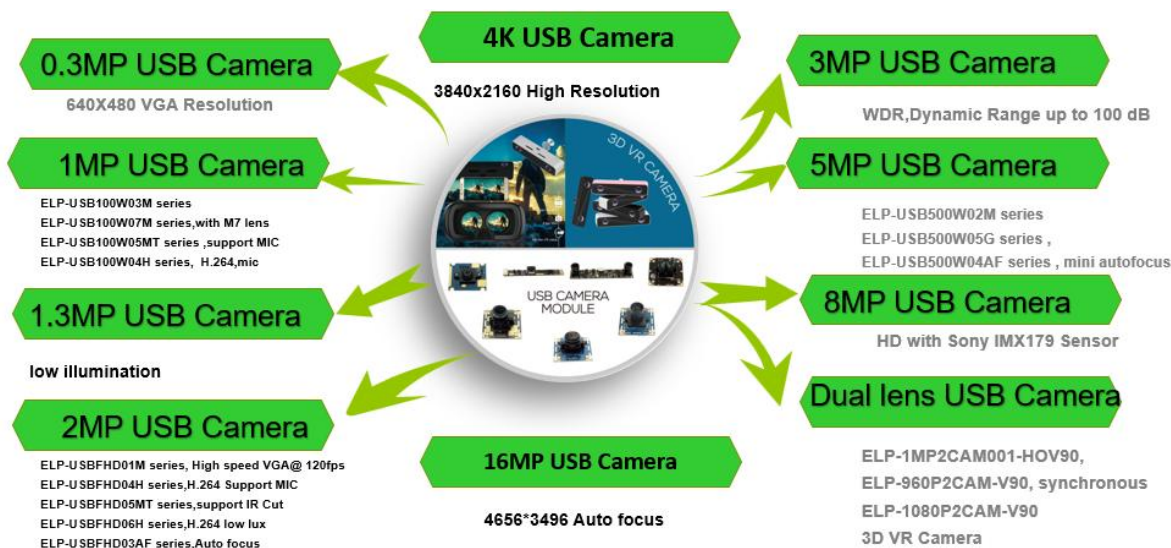 4K USB Camera
3840x2160 High Resolution
0.3MP USB Camera
640X480 VGA Resolution
1MP USB Camera
ELP-USB100W03M series
ELP-USB100W07M series,with M7 lens
ELP-USB100W05MT series ,support MIC
ELP-USB100W04H series, H.264,mic
1.3MP USB Camera
low illumination
2MP USB Camera
ELP-USBFHD01M series, High speed VGA@ 120fps
ELP-USBFHD04H series,H.264 Support MIC
ELP-USBFHD05MT series,support IR Cut
ELP-USBFHD06H series,H.264 low lux
ELP-USBFHD03AF series,Auto focus
3D VR CAMERA
USB CAMERA
MODULE
16MP USB Camera
4656*3496 Auto focus
3MP USB Camera
WDR,Dynamic Range up to 100 dB
5MP USB Camera
ELP-USB500W02M series
ELP-USB500W05G series ,
ELP-USB500W04AF series , mini autofocus
8MP USB Camera
HD with Sony IMX179 Sensor
Dual lens USB Camera
ELP-1MP2CAM001-HOV90,
ELP-960P2CAM-V90, synchronous
ELP-1080P2CAM-V90
3D VR Camera